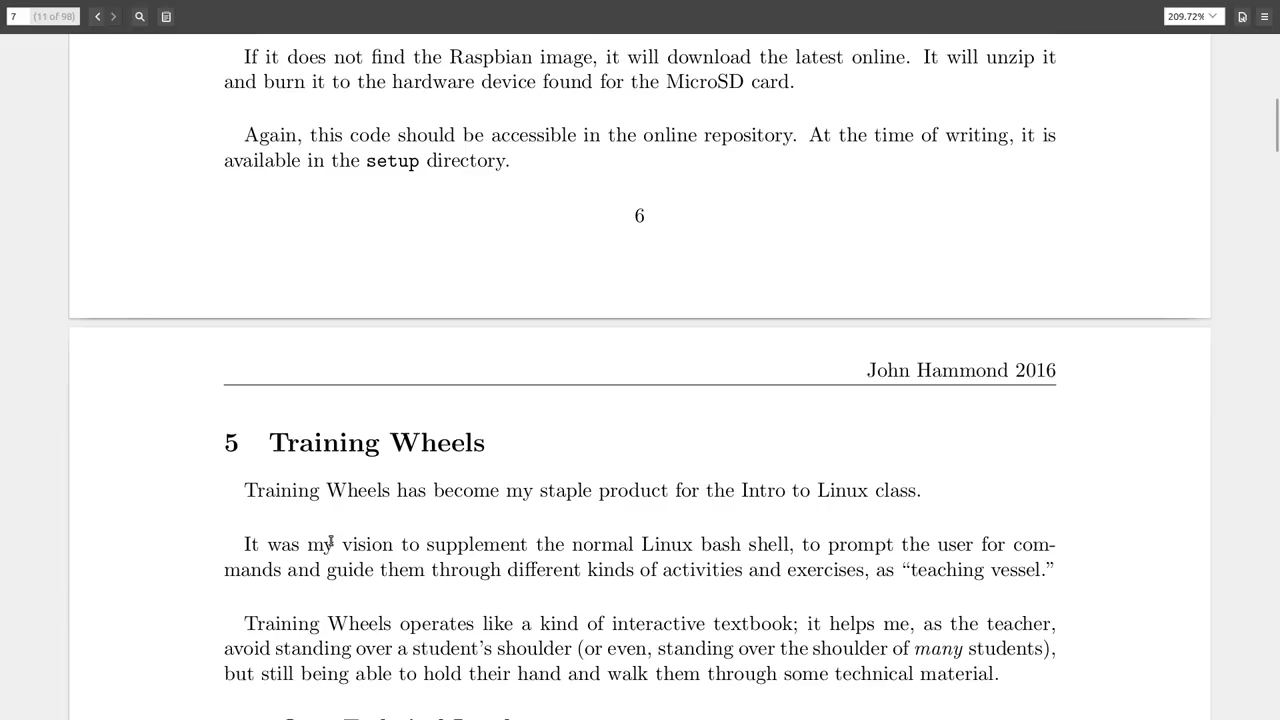 7 (11 of 98) 209.72%
If it does not find the Raspbian image, it will download the latest online. It will unzip it
and burn it to the hardware device found for the MicroSD card.
Again, this code should be accessible in the online repository. At the time of writing, it is
available in the setup directory.
6
John Hammond 2016
5 Training Wheels
Training Wheels has become my staple product for the Intro to Linux class.
It was my vision to supplement the normal Linux bash shell, to prompt the user for com-
mands and guide them through different kinds of activities and exercises, as “teaching vessel.”
Training Wheels operates like a kind of interactive textbook; it helps me, as the teacher,
avoid standing over a student's shoulder (or even, standing over the shoulder of many students),
but still being able to hold their hand and walk them through some technical material.